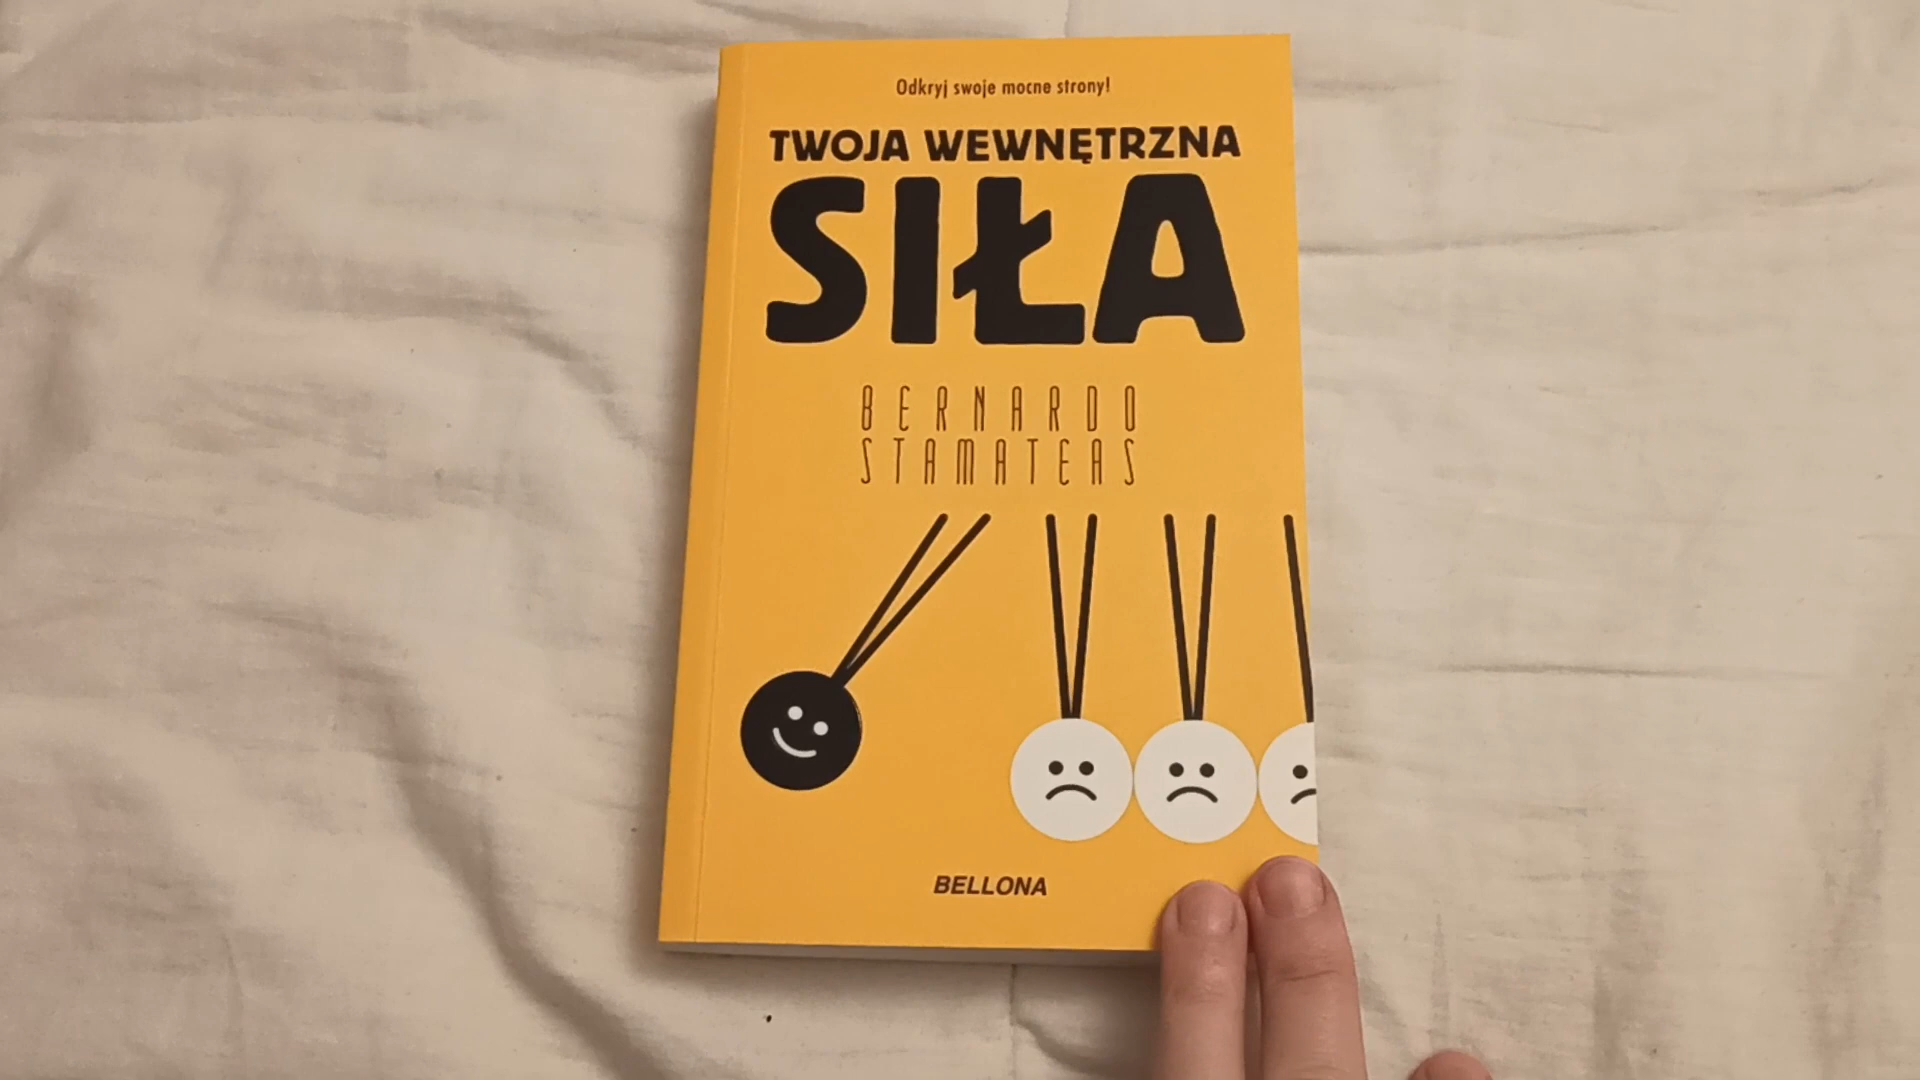 Odkryj swoje mocne strony!
TWOJA WEWNĘTRZNA
SIŁA
BERNARDO
STAMATEAS
BELLONA